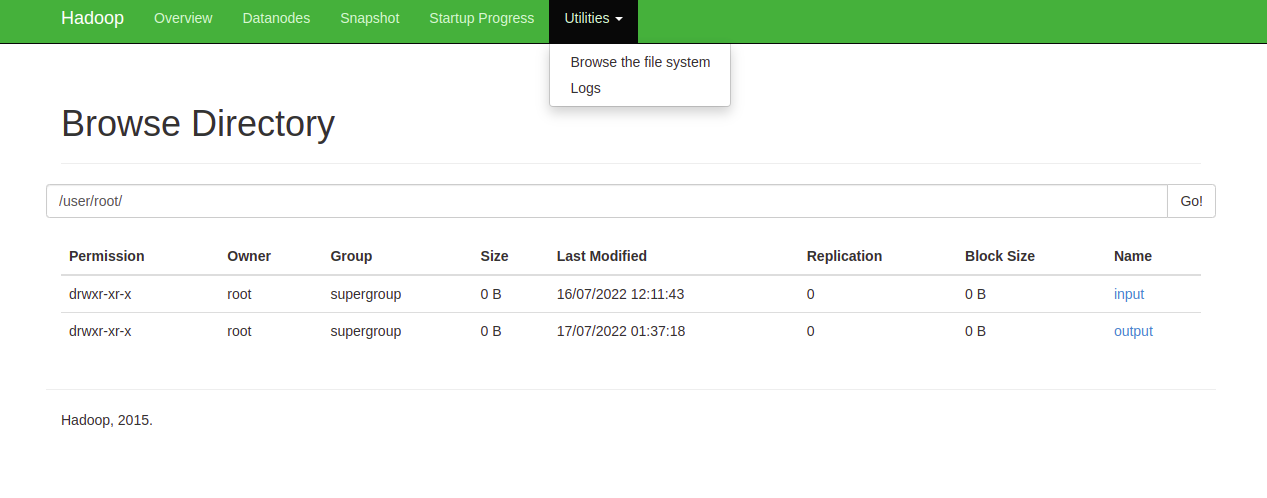 Hadoop Overview Datanodes Snapshot Startup Progress Utilities
Browse the file system
Logs
Browse Directory
/user/root/ Go!
Permission Owner Group Size Last Modified Replication Block Size Name
drwxr-xr-x root supergroup 0 B 16/07/2022 12:11:43 0 0 B input
drwxr-xr-x root supergroup 0 B 17/07/2022 01:37:18 0 0 B output
Hadoop, 2015.